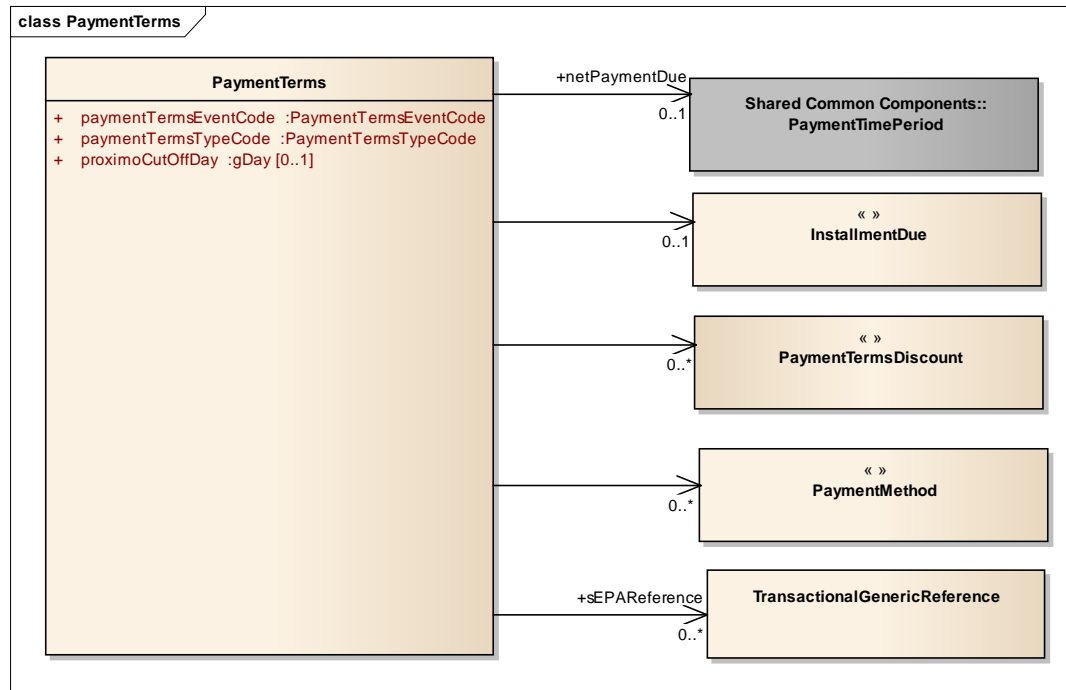 class PaymentTerms
PaymentTerms
+ paymentTermsEventCode :PaymentTermsEventCode
+ paymentTermsTypeCode :PaymentTermsTypeCode
+ proximoCutOffDay :gDay [0..1]
+netPaymentDue
0..1
Shared Common Components::
PaymentTimePeriod
0..1
« »
InstallmentDue
0..*
« »
PaymentTermsDiscount
0..*
« »
PaymentMethod
+sEPAReference
0..*
TransactionalGenericReference